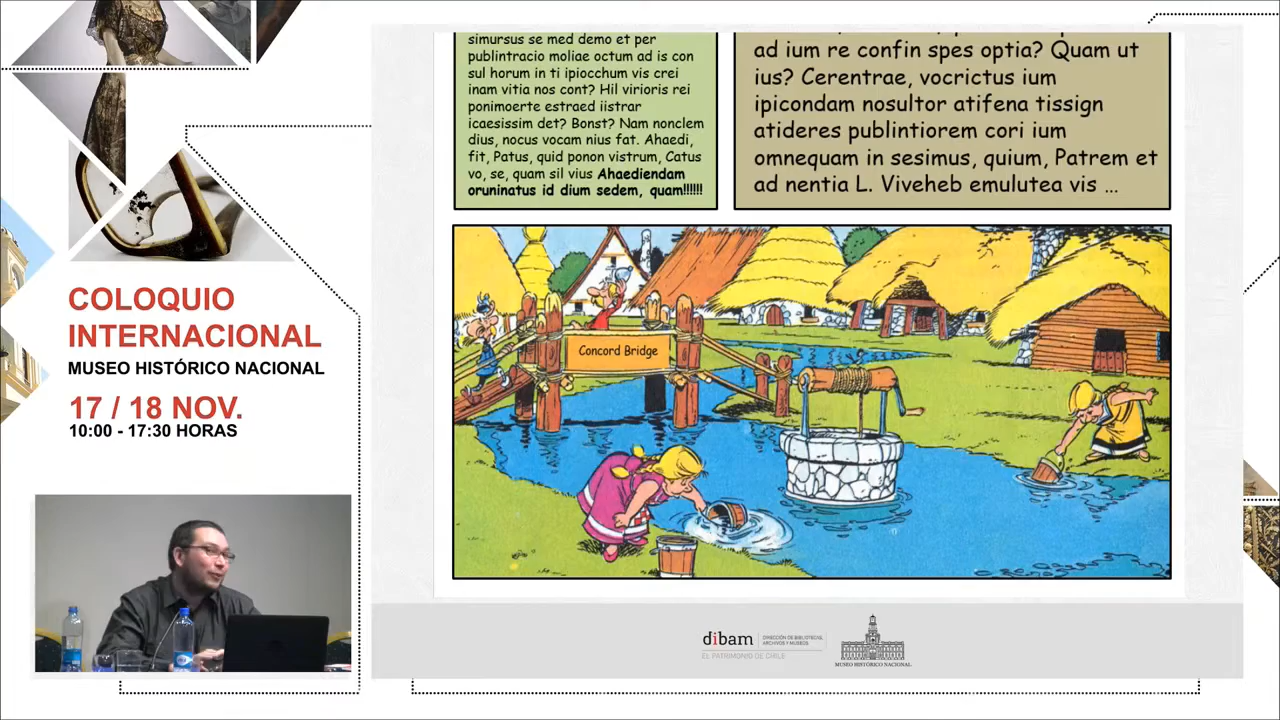 COLOQUIO
INTERNACIONAL
MUSEO HISTÓRICO NACIONAL
17 / 18 NOV.
10:00 - 17:30 HORAS
simursus se med demo et per
publintracio moliae octum ad is con
sul horum in ti ipiocchum vis crei
inam vitia nos cont? Hil virioris rei
ponimoerte estraed iistrar
icaesissim det? Bonst? Nam nonclem
dius, nocus vocam nius fat. Ahaedi,
fit, Patus, quid ponon vistrum, Catus
vo, se, quam sil vius Ahaediendam
oruninatus id dium sedem, quam!!!!!!
ad ium re confin spes optia? Quam ut
ius? Cerentrae, vocrictus ium
ipicondam nosultor atifena tissign
atideres publintiorem cori ium
omnequam in sesimus, quium, Patrem et
ad nentia L. Viveheb emulutea vis ...
Concord Bridge
dibam
DIRECCIÓN DE BIBLIOTECAS,
ARCHIVOS Y MUSEOS
EL PATRIMONIO DE CHILE
MUSEO HISTÓRICO NACIONAL